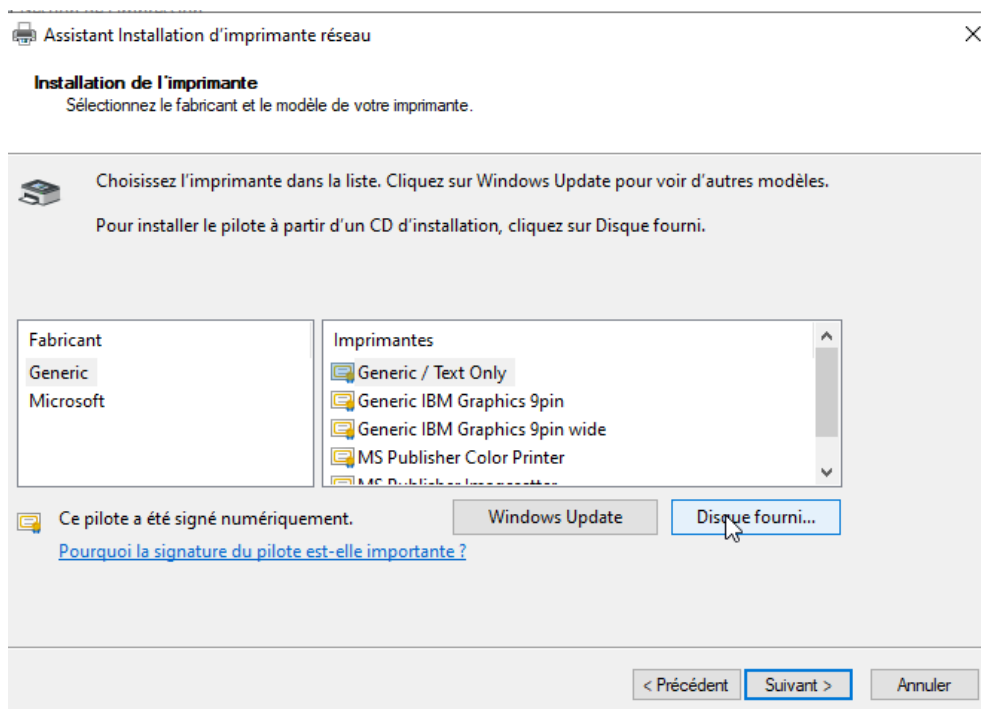 Assistant Installation d'imprimante réseau
Installation de l'imprimante
Sélectionnez le fabricant et le modèle de votre imprimante.
Choisissez l'imprimante dans la liste. Cliquez sur Windows Update pour voir d'autres modèles.
Pour installer le pilote à partir d'un CD d'installation, cliquez sur Disque fourni.
Fabricant
Generic
Microsoft
Imprimantes
Generic / Text Only
Generic IBM Graphics 9pin
Generic IBM Graphics 9pin wide
MS Publisher Color Printer
MS Publisher Imagesetter
Ce pilote a été signé numériquement.
Windows Update
Disque fourni...
Pourquoi la signature du pilote est-elle importante ?
< Précédent
Suivant >
Annuler